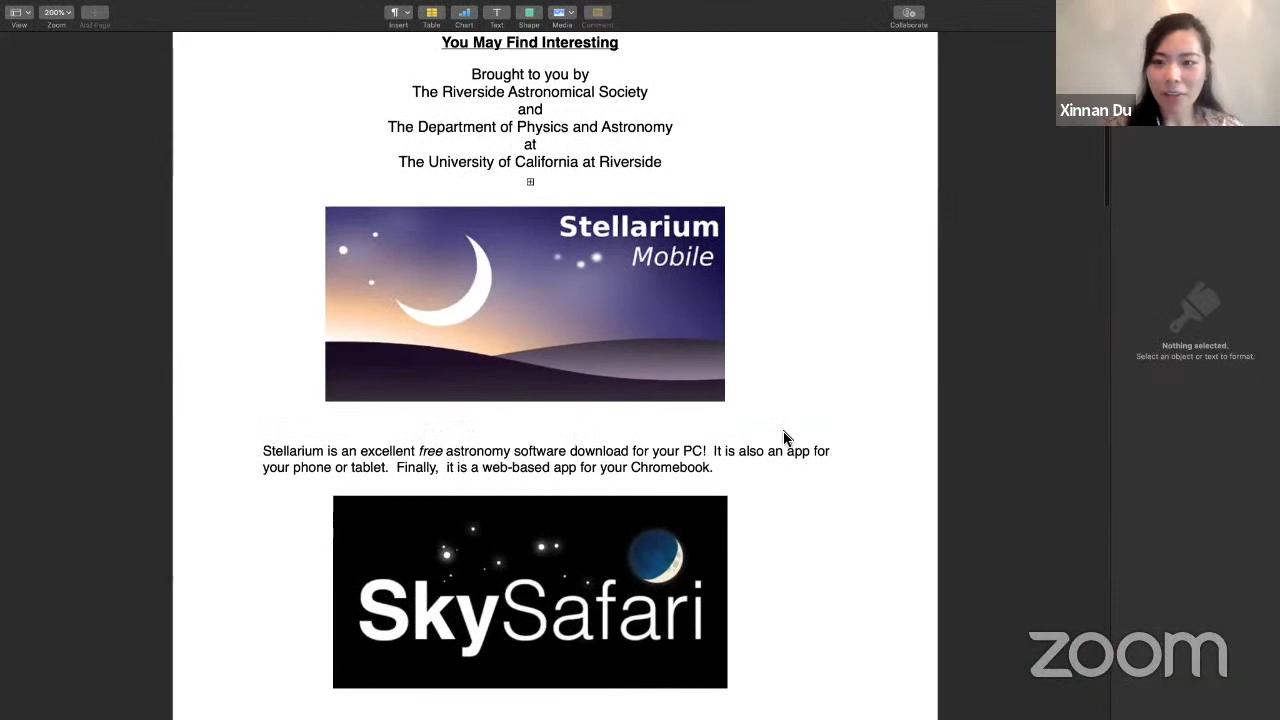 200%
View
Zoom
Add Page
Insert
Table
Chart
Text
Shape
Media
Comment
Collaborate
You May Find Interesting
Brought to you by
The Riverside Astronomical Society
and
The Department of Physics and Astronomy
at
The University of California at Riverside
Stellarium
Mobile
Stellarium is an excellent free astronomy software download for your PC!  It is also an app for
your phone or tablet.  Finally,  it is a web-based app for your Chromebook.
SkySafari
Xinnan Du
Nothing selected.
Select an object or text to format.
zoom